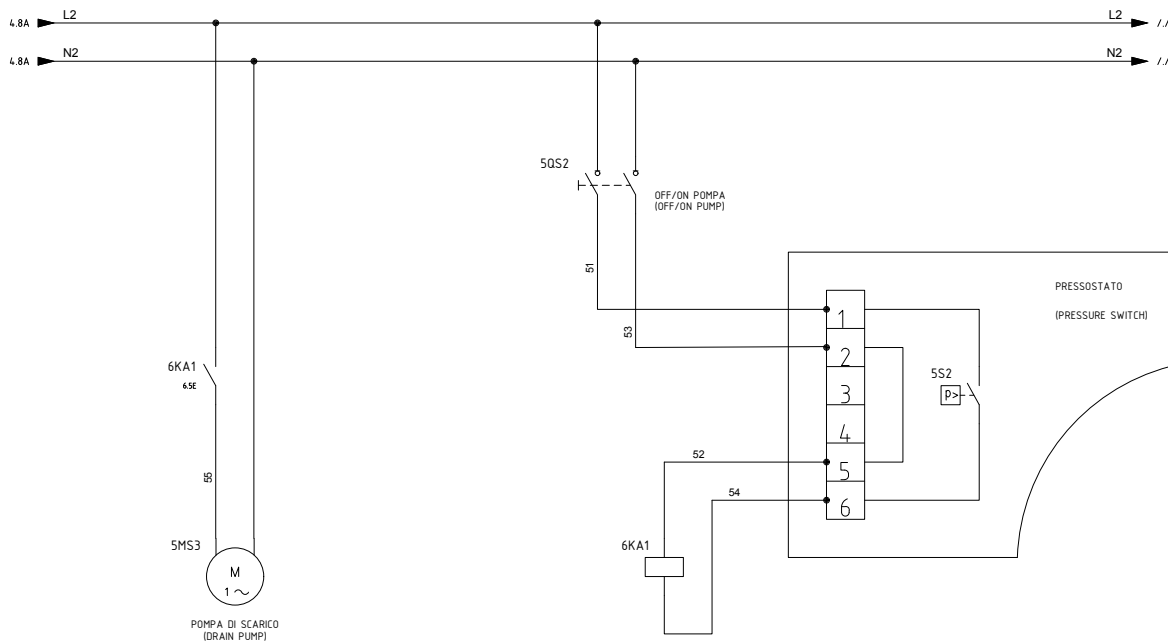 4.8A L2 L2 /./
4.8A N2 N2 /./
5QS2
OFF/ON POMPA
(OFF/ON PUMP)
51
53
PRESSOSTATO
(PRESSURE SWITCH)
1
2
3
4
5
6
5S2
P>
6KA1
6.5E
55
52
54
6KA1
5MS3
M
1 ~
POMPA DI SCARICO
(DRAIN PUMP)